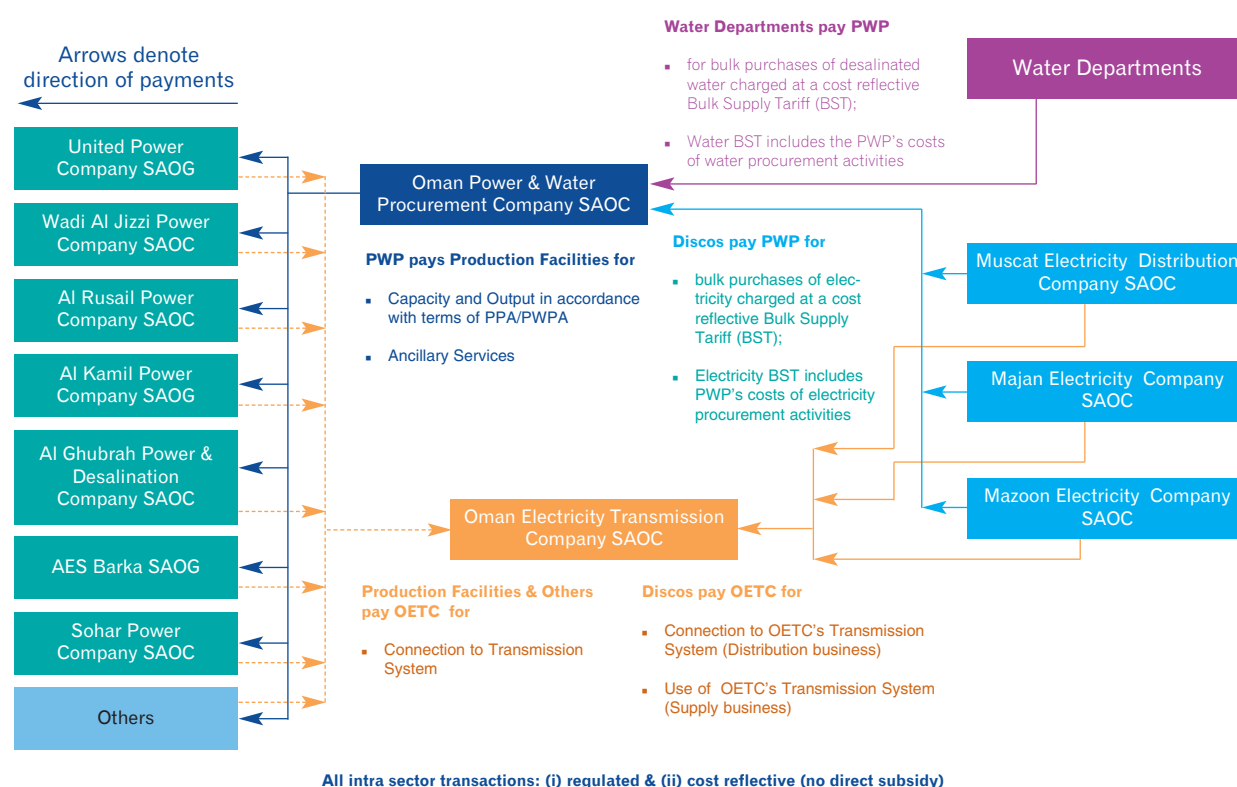 Arrows denote
direction of payments
United Power
Company SAOG
Wadi Al Jizzi Power
Company SAOC
Al Rusail Power
Company SAOC
Al Kamil Power
Company SAOG
Al Ghubrah Power &
Desalination
Company SAOC
AES Barka SAOG
Sohar Power
Company SAOC
Others
Oman Power & Water
Procurement Company SAOC
PWP pays Production Facilities for
▪ Capacity and Output in accordance
with terms of PPA/PWPA
▪ Ancillary Services
Water Departments pay PWP
▪ for bulk purchases of desalinated
water charged at a cost reflective
Bulk Supply Tariff (BST);
▪ Water BST includes the PWP's costs
of water procurement activities
Water Departments
Discos pay PWP for
▪ bulk purchases of elec-
tricity charged at a cost
reflective Bulk Supply
Tariff (BST);
▪ Electricity BST includes
PWP's costs of electricity
procurement activities
Muscat Electricity Distribution
Company SAOC
Majan Electricity Company
SAOC
Mazoon Electricity Company
SAOC
Oman Electricity Transmission
Company SAOC
Production Facilities & Others
pay OETC for
▪ Connection to Transmission
System
Discos pay OETC for
▪ Connection to OETC's Transmission
System (Distribution business)
▪ Use of OETC's Transmission System
(Supply business)
All intra sector transactions: (i) regulated & (ii) cost reflective (no direct subsidy)